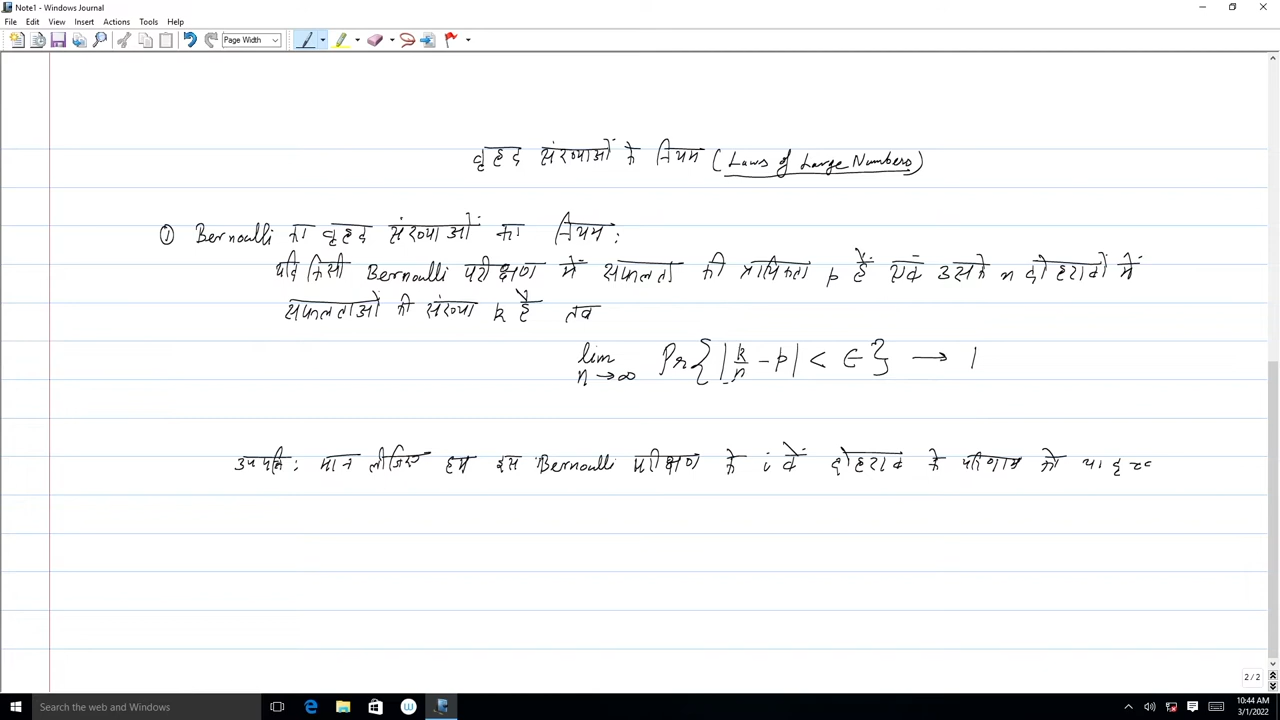 Note1 - Windows Journal
File Edit View Insert Actions Tools Help
Page Width
वृहद संख्याओं के नियम (Laws of Large Numbers)
① Bernoulli का वृहद संख्याओं का नियम:
यदि किसी Bernoulli परीक्षण में सफलता की प्रायिकता p है एवं उसके n दोहरावों में
सफलताओं की संख्या k है तब
lim n→∞ Pr{|k/n - p| < ∈} → 1
उपपत्ति: मान लीजिए हम इस Bernoulli परीक्षण के i वें दोहराव के परिणाम को
2/2
Search the web and Windows
10:44 AM
3/1/2022